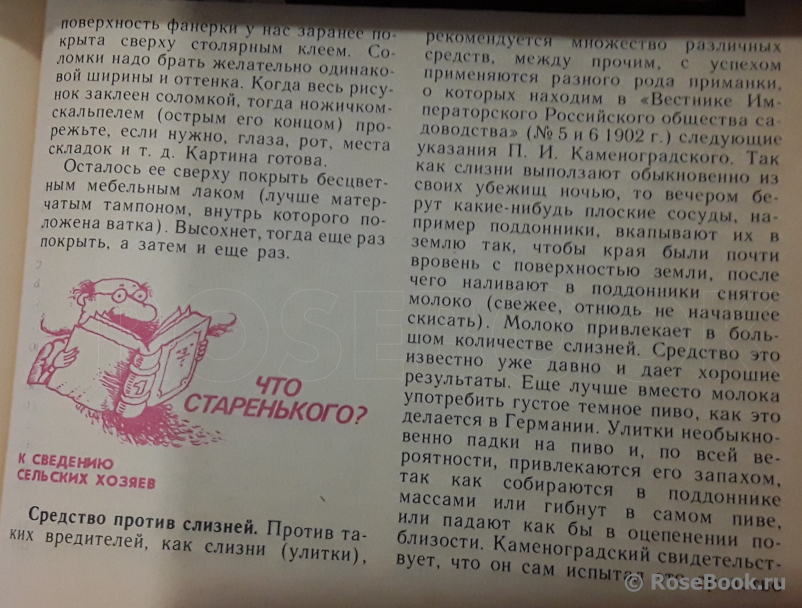 поверхность фанерки у нас заранее по-
крыта сверху столярным клеем. Со-
ломки надо брать желательно одинако-
вой ширины и оттенка. Когда весь рису-
нок заклеен соломкой, тогда ножичком-
скальпелем (острым его концом) про-
режьте, если нужно, глаза, рот, места
складок и т. д. Картина готова.
Осталось ее сверху покрыть бесцвет-
ным мебельным лаком (лучше матер-
чатым тампоном, внутрь которого по-
ложена ватка). Высохнет, тогда еще раз
покрыть, а затем и еще раз.
ЧТО
СТАРЕНЬКОГО?
К СВЕДЕНИЮ
СЕЛЬСКИХ ХОЗЯЕВ
Средство против слизней. Против та-
ких вредителей, как слизни (улитки),
рекомендуется множество различных
средств, между прочим, с успехом
применяются разного рода приманки,
о которых находим в «Вестнике Им-
ператорского Российского общества са-
доводства» (№ 5 и 6 1902 г.) следующие
указания П. И. Каменоградского. Так
как слизни выползают обыкновенно из
своих убежищ ночью, то вечером бе-
рут какие-нибудь плоские сосуды, на-
пример поддонники, вкапывают их в
землю так, чтобы края были почти
вровень с поверхностью земли, после
чего наливают в поддонники снятое
молоко (свежее, отнюдь не начавшее
скисать). Молоко привлекает в боль-
шом количестве слизней. Средство это
известно уже давно и дает хорошие
результаты. Еще лучше вместо молока
употребить густое темное пиво, как это
делается в Германии. Улитки необыкно-
венно падки на пиво и, по всей ве-
роятности, привлекаются его запахом,
так как собираются в поддоннике
массами или гибнут в самом пиве,
или падают как бы в оцепенении по-
близости. Каменоградский свидетельст-
вует, что он сам испытал это
© RoseBook.ru